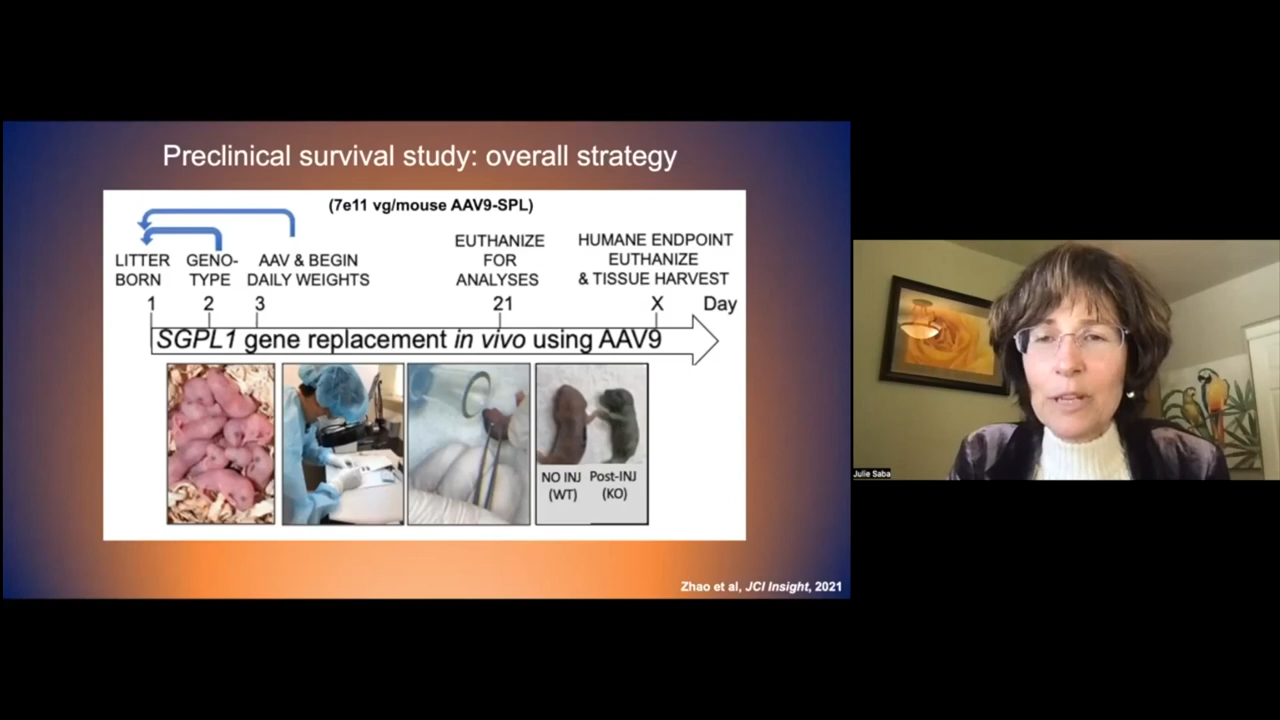 Preclinical survival study: overall strategy
(7e11 vg/mouse AAV9-SPL)
LITTER
BORN
GENO-
TYPE
AAV & BEGIN
DAILY WEIGHTS
EUTHANIZE
FOR
ANALYSES
HUMANE ENDPOINT
EUTHANIZE
& TISSUE HARVEST
1 2 3 21 X Day
SGPL1 gene replacement in vivo using AAV9
NO INJ
(WT)
Post-INJ
(KO)
Zhao et al, JCI Insight, 2021
Julie Saba